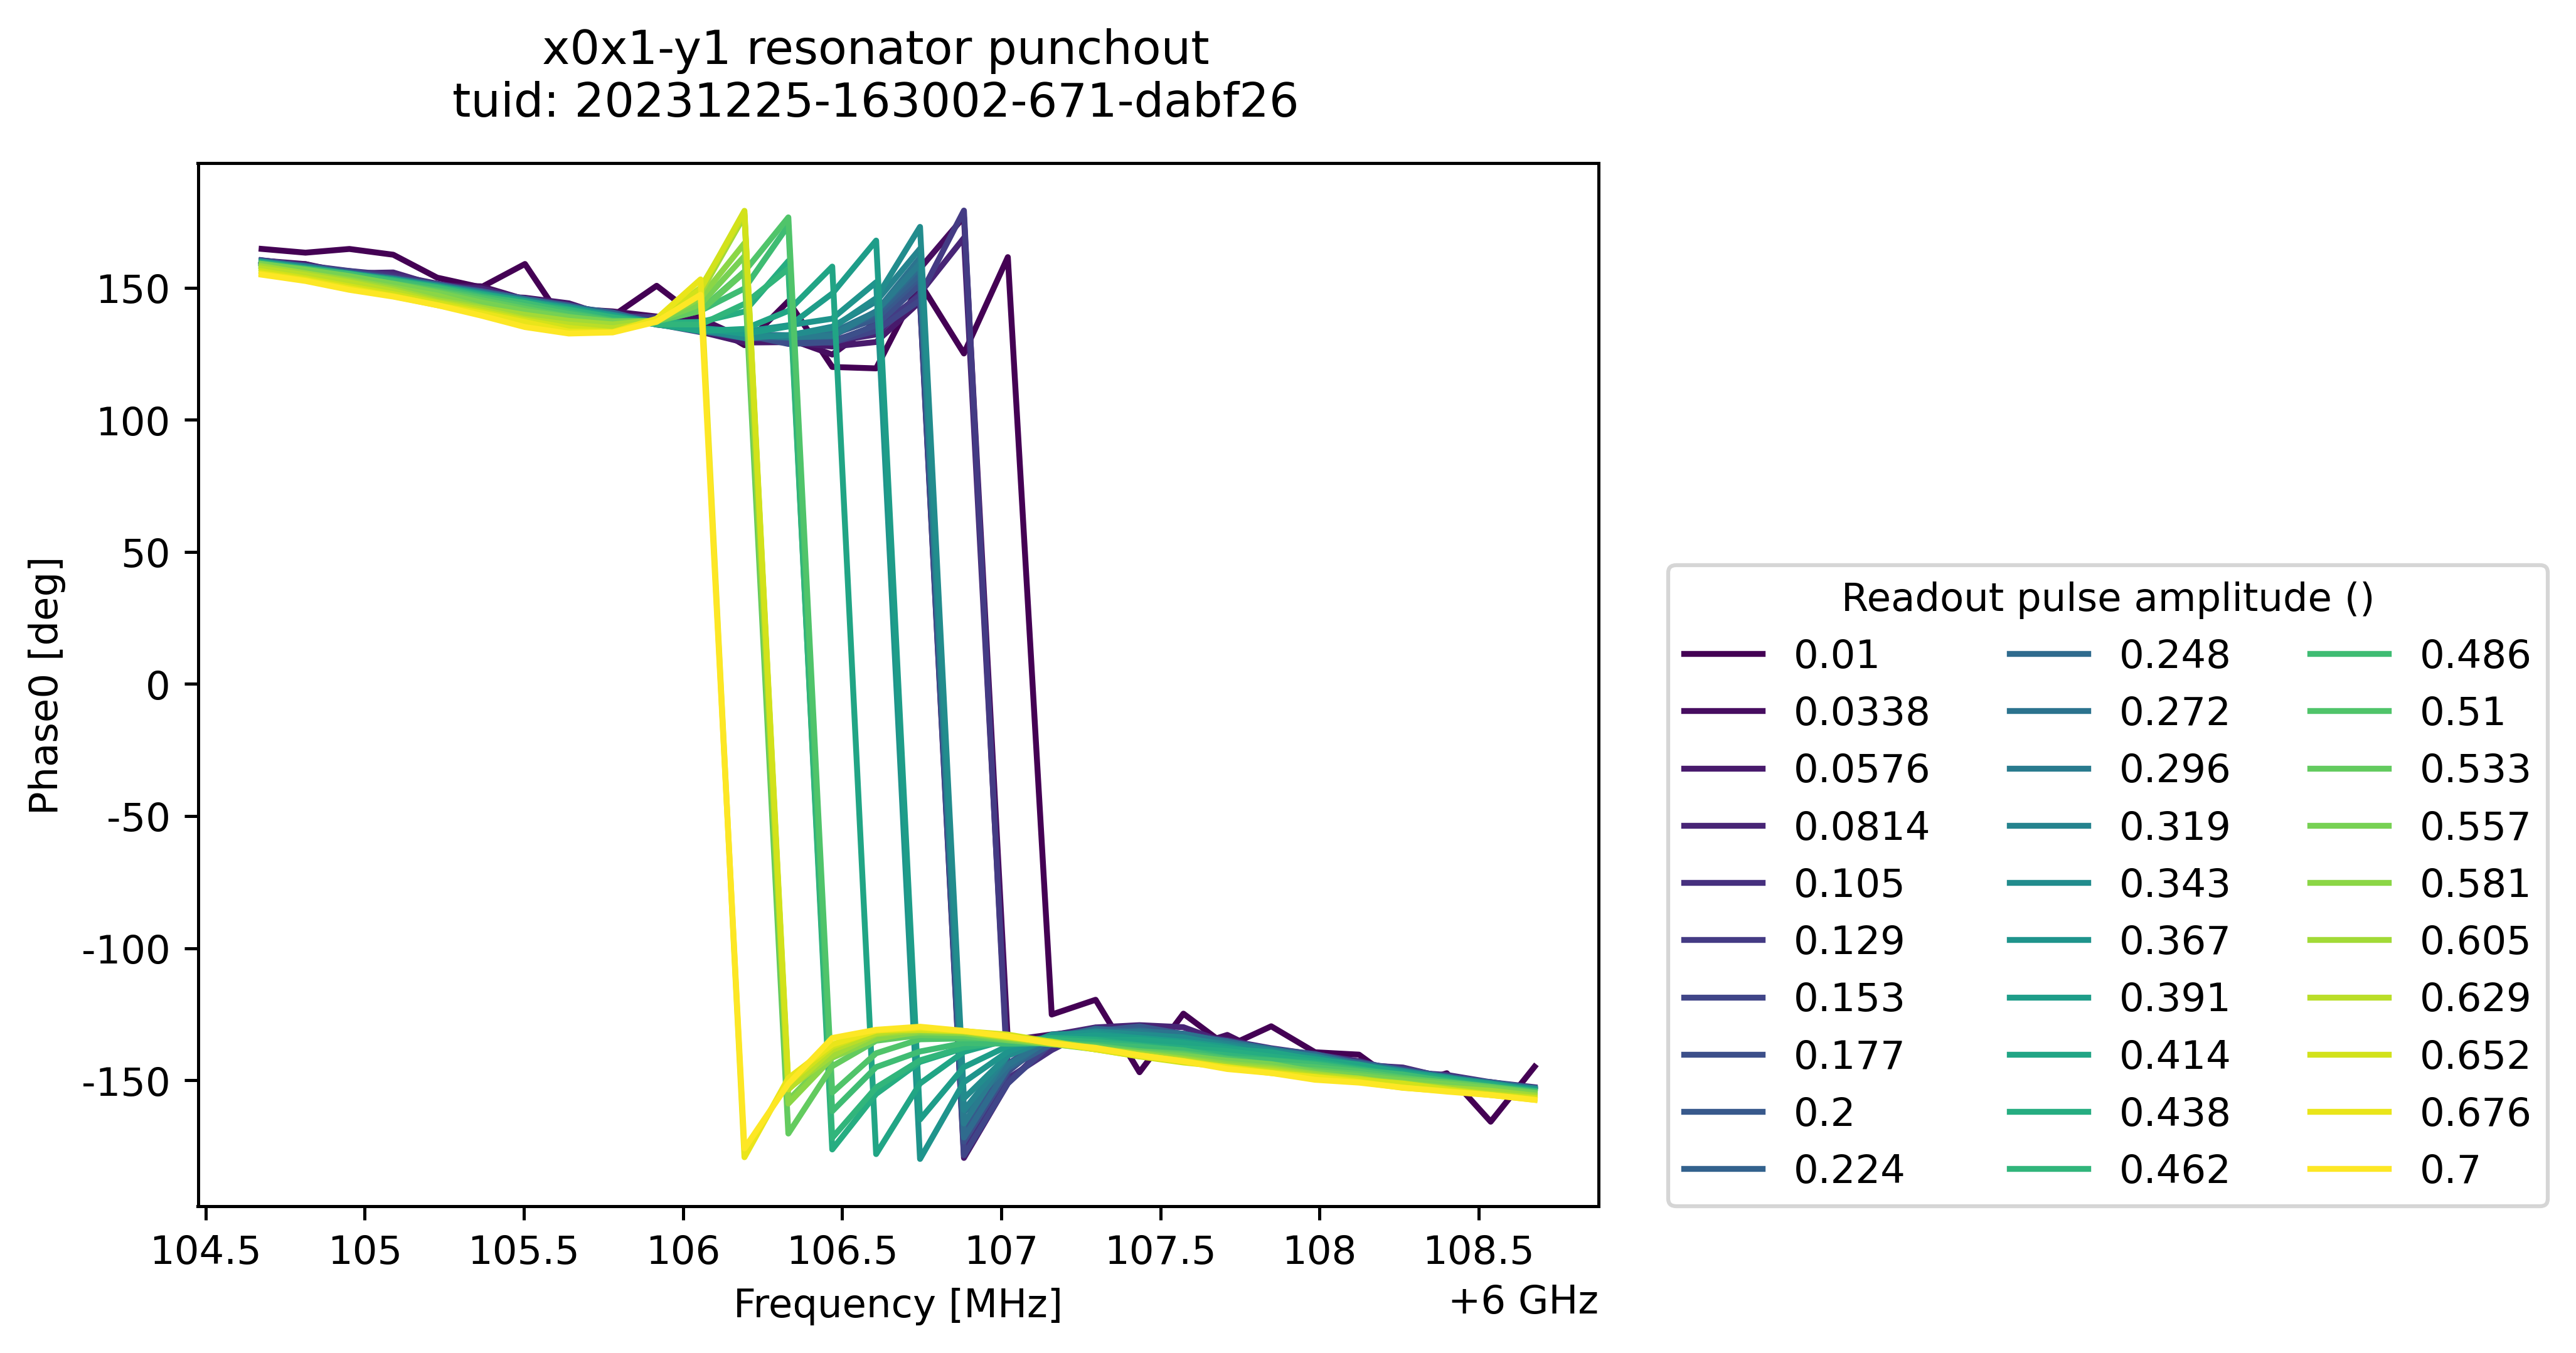 x0x1-y1 resonator punchout
tuid: 20231225-163002-671-dabf26
Phase0 [deg]
150
100
50
0
-50
-100
-150
104.5 105 105.5 106 106.5 107 107.5 108 108.5
Frequency [MHz]
+6 GHz
Readout pulse amplitude ()
0.01 0.248 0.486
0.0338 0.272 0.51
0.0576 0.296 0.533
0.0814 0.319 0.557
0.105 0.343 0.581
0.129 0.367 0.605
0.153 0.391 0.629
0.177 0.414 0.652
0.2 0.438 0.676
0.224 0.462 0.7